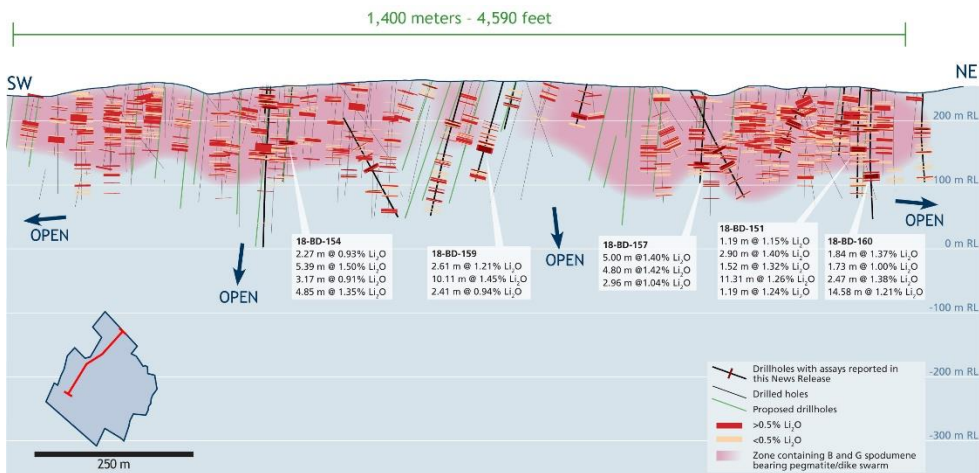 1,400 meters - 4,590 feet
SW
NE
200 m RL
100 m RL
OPEN
OPEN
0 m RL
OPEN
OPEN
18-BD-154
2.27 m @ 0.93% Li₂O
5.39 m @ 1.50% Li₂O
3.17 m @ 0.91% Li₂O
4.85 m @ 1.35% Li₂O
18-BD-159
2.61 m @ 1.21% Li₂O
10.11 m @ 1.45% Li₂O
2.41 m @ 0.94% Li₂O
18-BD-157
5.00 m @1.40% Li₂O
4.80 m @1.42% Li₂O
2.96 m @1.04% Li₂O
18-BD-151
1.19 m @ 1.15% Li₂O
2.90 m @ 1.40% Li₂O
1.52 m @ 1.32% Li₂O
11.31 m @ 1.26% Li₂O
1.19 m @ 1.24% Li₂O
18-BD-160
1.84 m @ 1.37% Li₂O
1.73 m @ 1.00% Li₂O
2.47 m @ 1.38% Li₂O
14.58 m @ 1.21% Li₂O
-100 m RL
-200 m RL
-300 m RL
Drillholes with assays reported in
this News Release
Drilled holes
Proposed drillholes
>0.5% Li₂O
<0.5% Li₂O
Zone containing B and G spodumene
bearing pegmatite/dike swarm
250 m